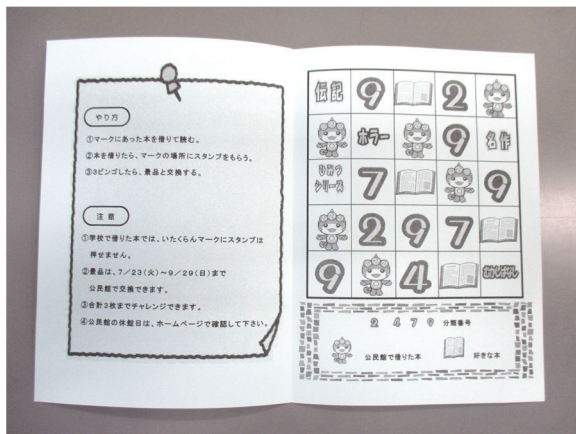 やり方
①マークにあった本を借りて読む。
②本を借りたら、マークの場所にスタンプをもらう。
③3ビンゴしたら、景品と交換する。
注意
①学校で借りた本では、いたくらんマークにスタンプは
押せません。
②景品は、7/23(火)~9/29(日)まで
公民館で交換できます。
③合計3枚までチャレンジできます。
④公民館の休館日は、ホームページで確認して下さい。
伝記 9 2
ホラー 9 名作
ひみつ
シリーズ 7 9
2 9 7
9 4 むかしばなし
2 4 7 9 分類番号
公民館で借りた本 好きな本